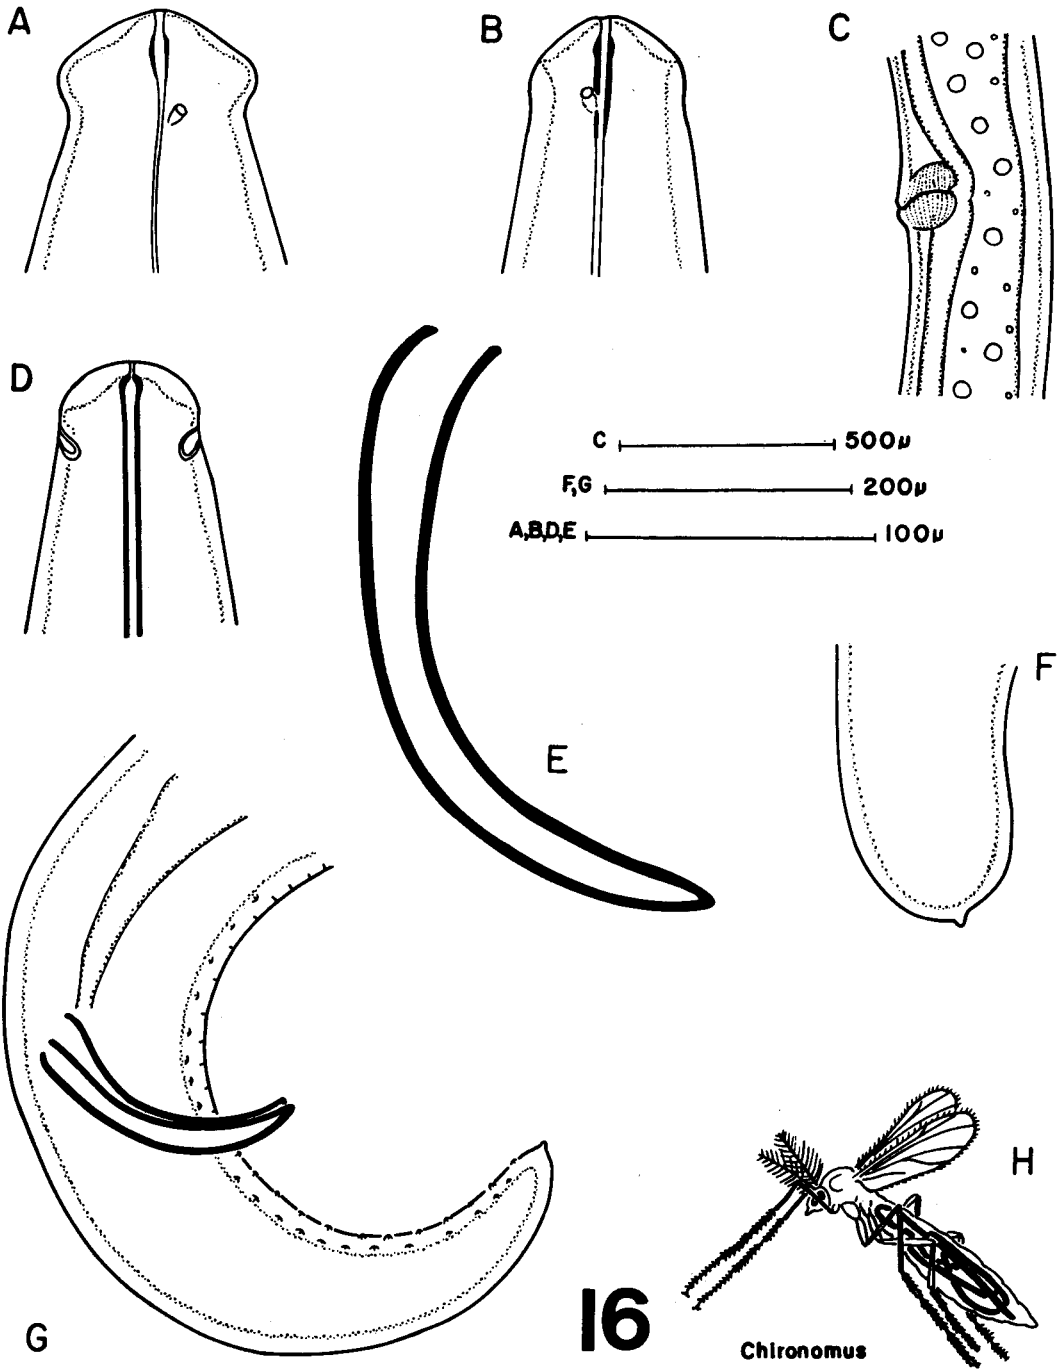 A
B
C
D
C 500μ
F,G 200μ
A,B,D,E 100μ
F
E
H
G
16
Chironomus